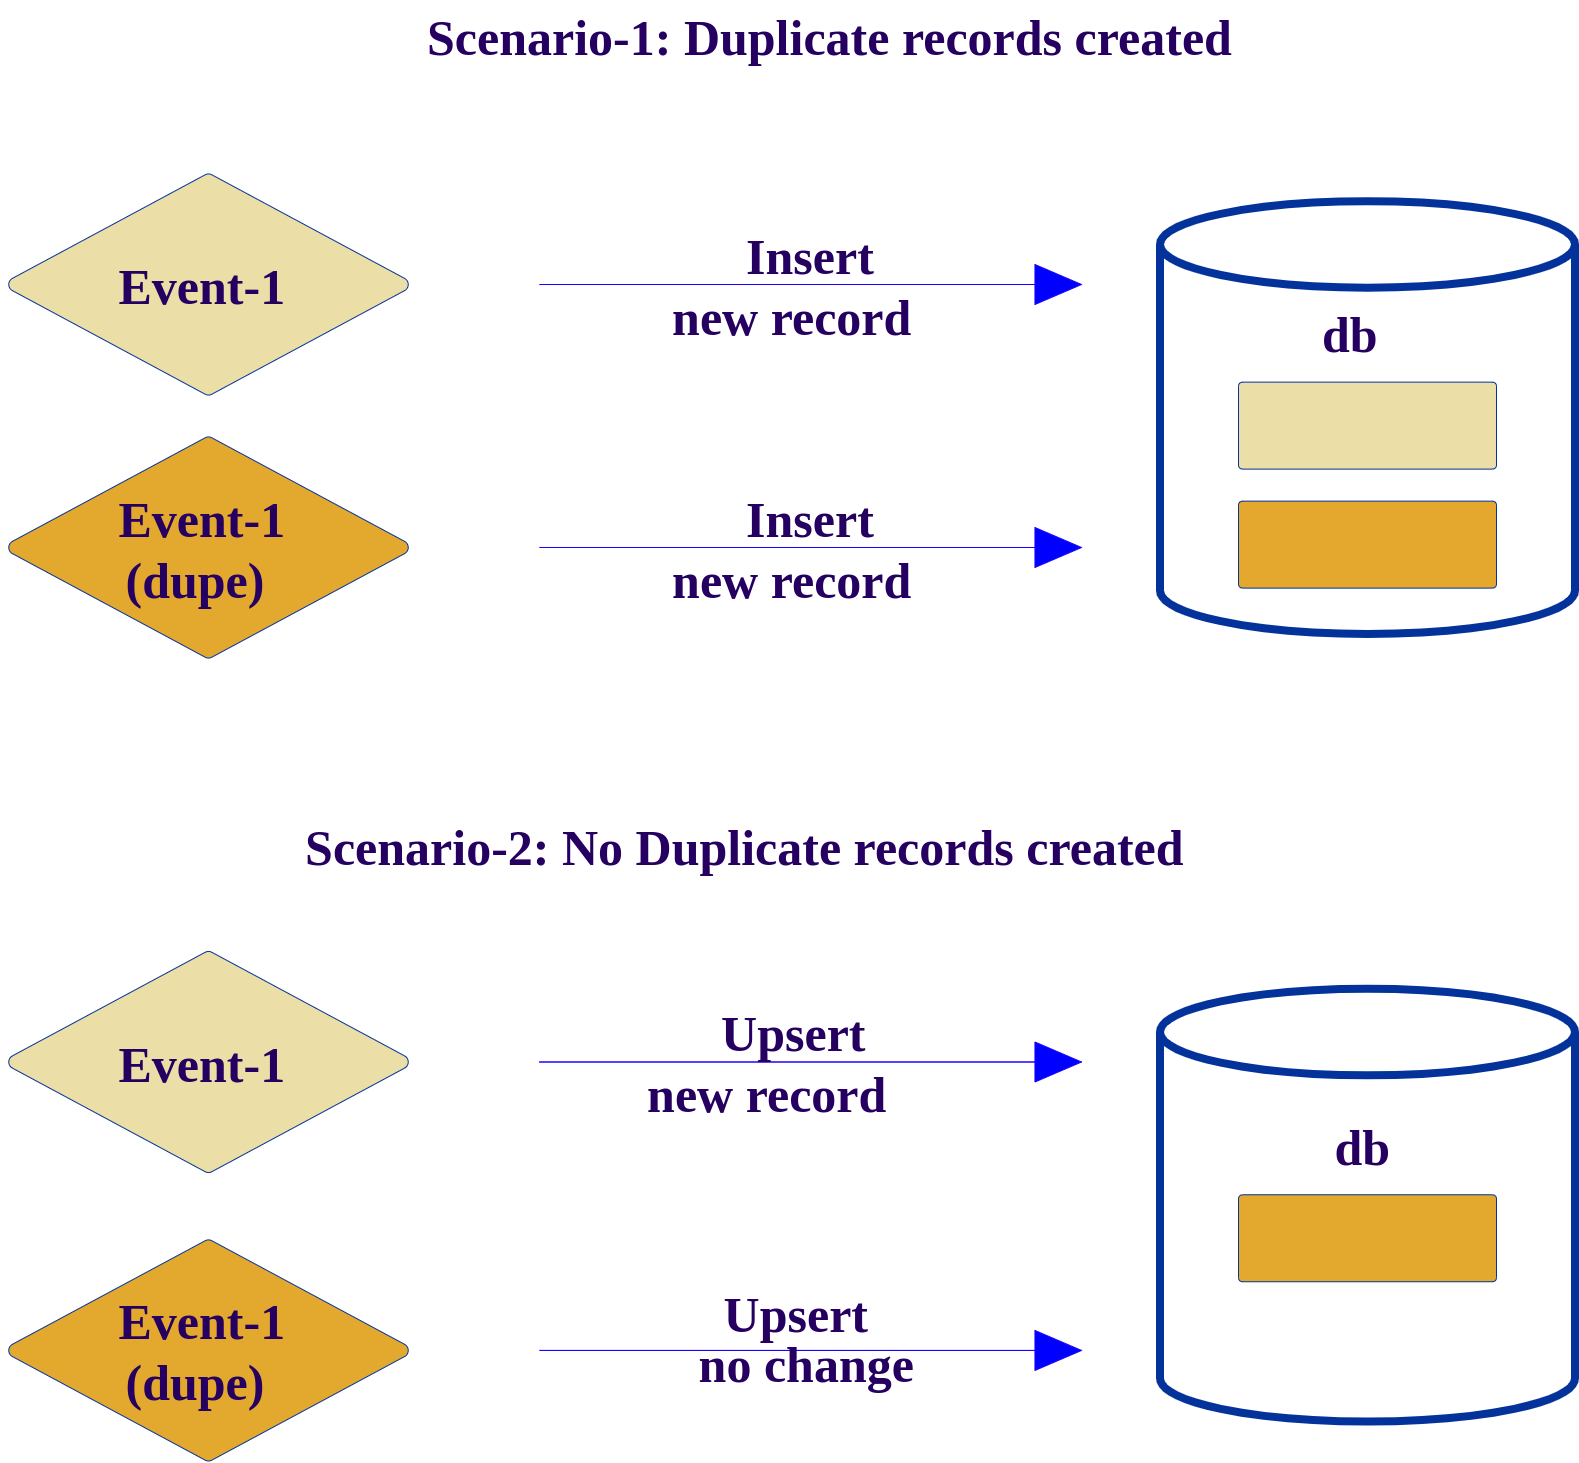 Scenario-1: Duplicate records created
Event-1
Insert
new record
db
Event-1
(dupe)
Insert
new record
Scenario-2: No Duplicate records created
Event-1
Upsert
new record
db
Event-1
(dupe)
Upsert
no change